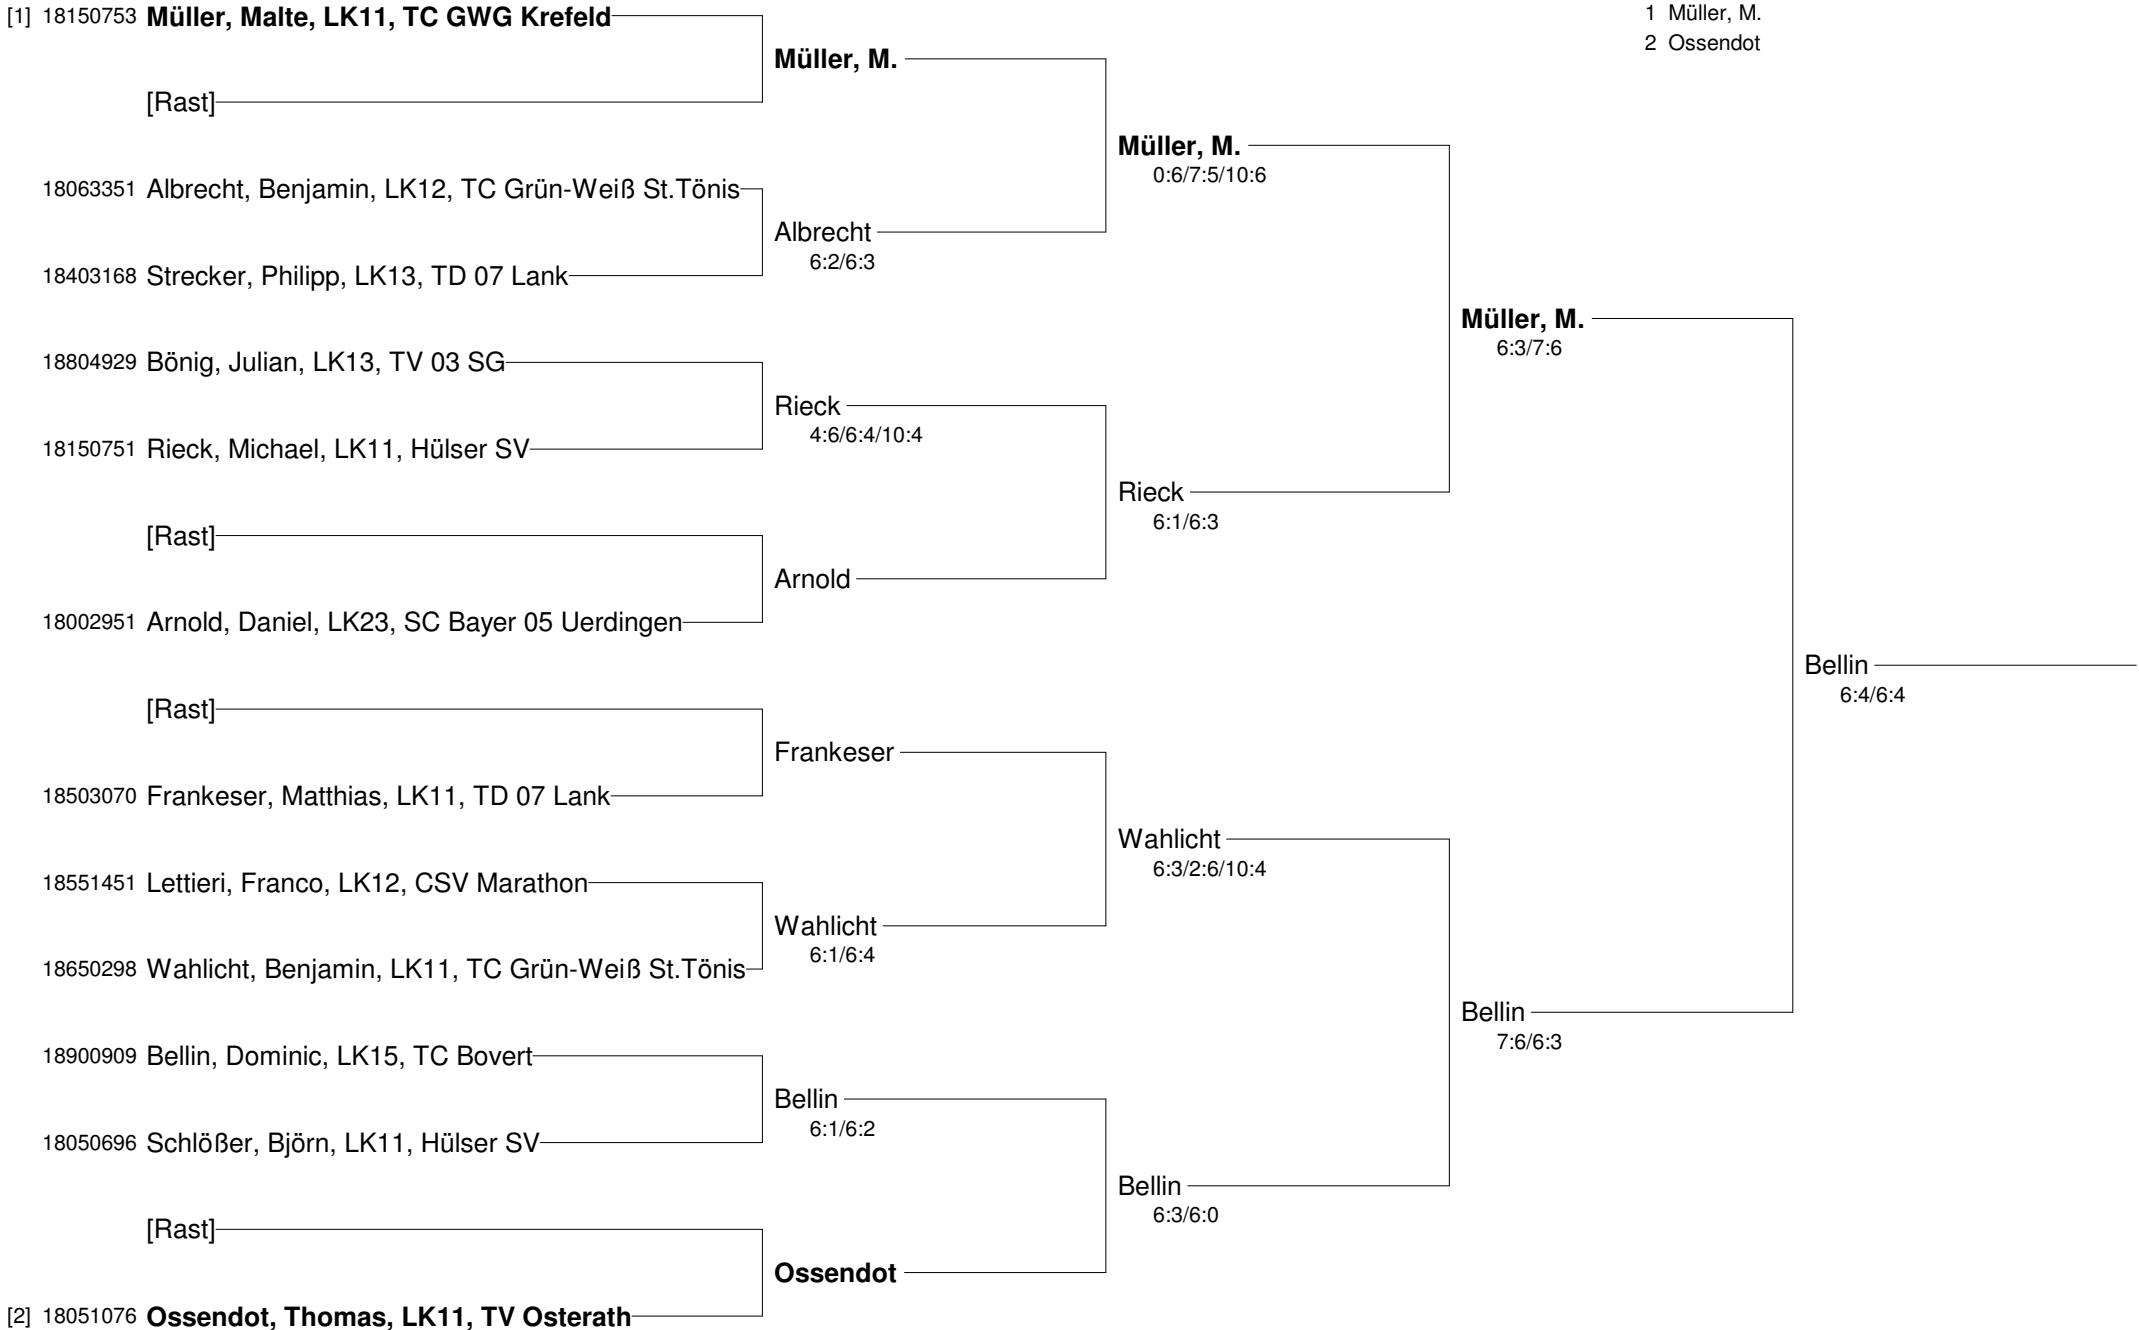 [1] 18150753 Müller, Malte, LK11, TC GWG Krefeld
[Rast]
18063351 Albrecht, Benjamin, LK12, TC Grün-Weiß St.Tönis
18403168 Strecker, Philipp, LK13, TD 07 Lank
18804929 Bönig, Julian, LK13, TV 03 SG
18150751 Rieck, Michael, LK11, Hülser SV
[Rast]
18002951 Arnold, Daniel, LK23, SC Bayer 05 Uerdingen
[Rast]
18503070 Frankeser, Matthias, LK11, TD 07 Lank
18551451 Lettieri, Franco, LK12, CSV Marathon
18650298 Wahlicht, Benjamin, LK11, TC Grün-Weiß St.Tönis
18900909 Bellin, Dominic, LK15, TC Bovert
18050696 Schlößer, Björn, LK11, Hülser SV
[Rast]
[2] 18051076 Ossendot, Thomas, LK11, TV Osterath
Müller, M.
Albrecht
6:2/6:3
Rieck
4:6/6:4/10:4
Arnold
Frankeser
Wahlicht
6:1/6:4
Bellin
6:1/6:2
Ossendot
Müller, M.
0:6/7:5/10:6
Rieck
6:1/6:3
Wahlicht
6:3/2:6/10:4
Bellin
6:3/6:0
Müller, M.
6:3/7:6
Bellin
7:6/6:3
Bellin
6:4/6:4
1 Müller, M.
2 Ossendot